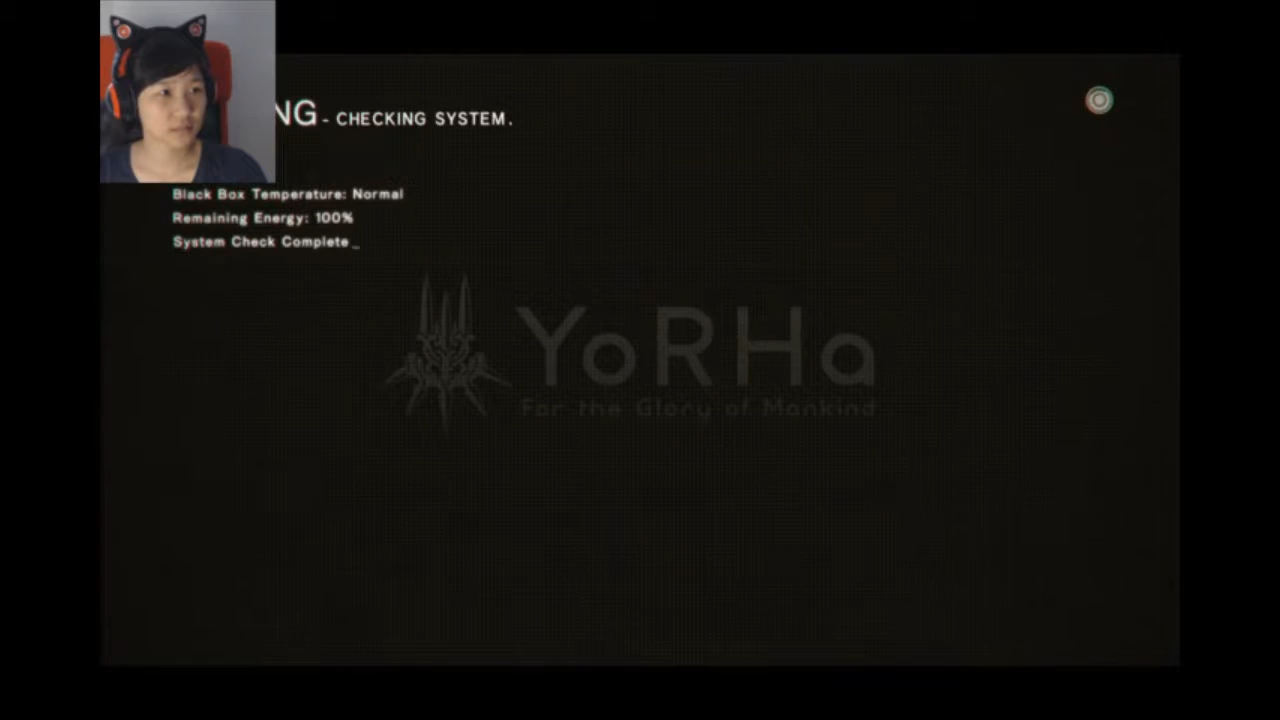 NG - CHECKING SYSTEM.
Black Box Temperature: Normal
Remaining Energy: 100%
System Check Complete _
YoRHa
For the Glory of Mankind